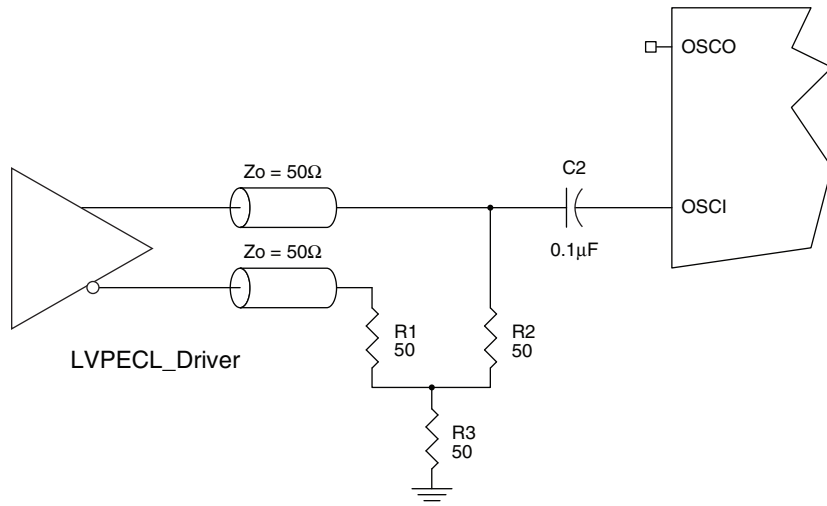 OSCO
Zo = 50Ω
C2
OSCI
0.1μF
Zo = 50Ω
R1
50
R2
50
LVPECL_Driver
R3
50